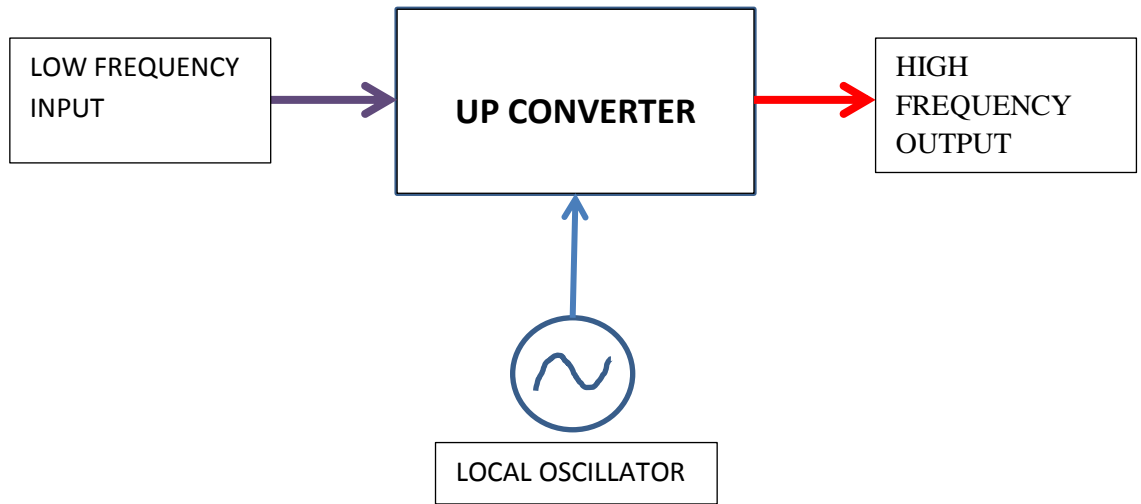 LOW FREQUENCY
INPUT
UP CONVERTER
HIGH
FREQUENCY
OUTPUT
LOCAL OSCILLATOR